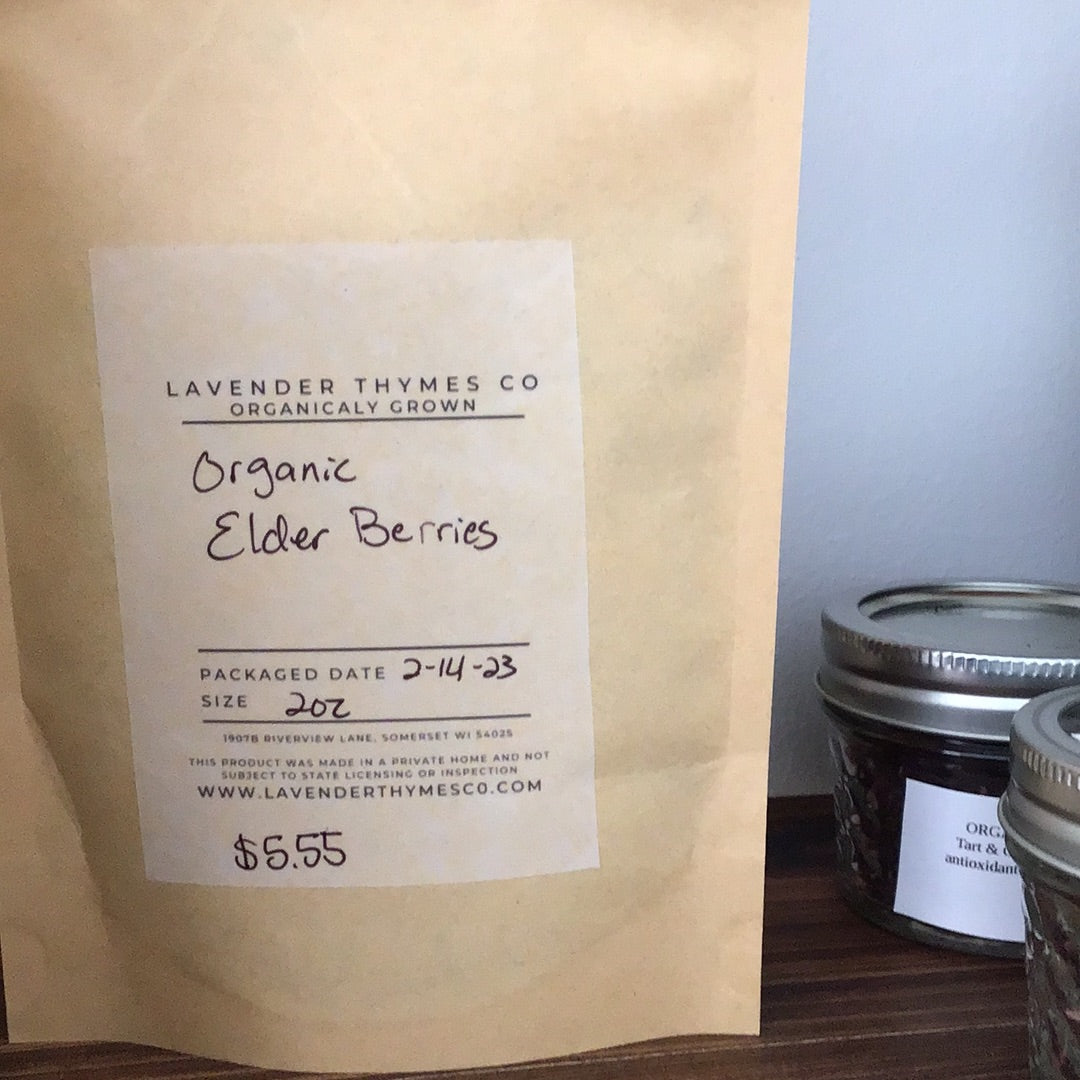 LAVENDER THYMES CO
ORGANICALY GROWN
Organic
Elder Berries
PACKAGED DATE 2-14-23
SIZE 2oz
1907B RIVERVIEW LANE, SOMERSET WI 54025
THIS PRODUCT WAS MADE IN A PRIVATE HOME AND NOT
SUBJECT TO STATE LICENSING OR INSPECTION
WWW.LAVENDERTHYMESCO.COM
$5.55
Tart &